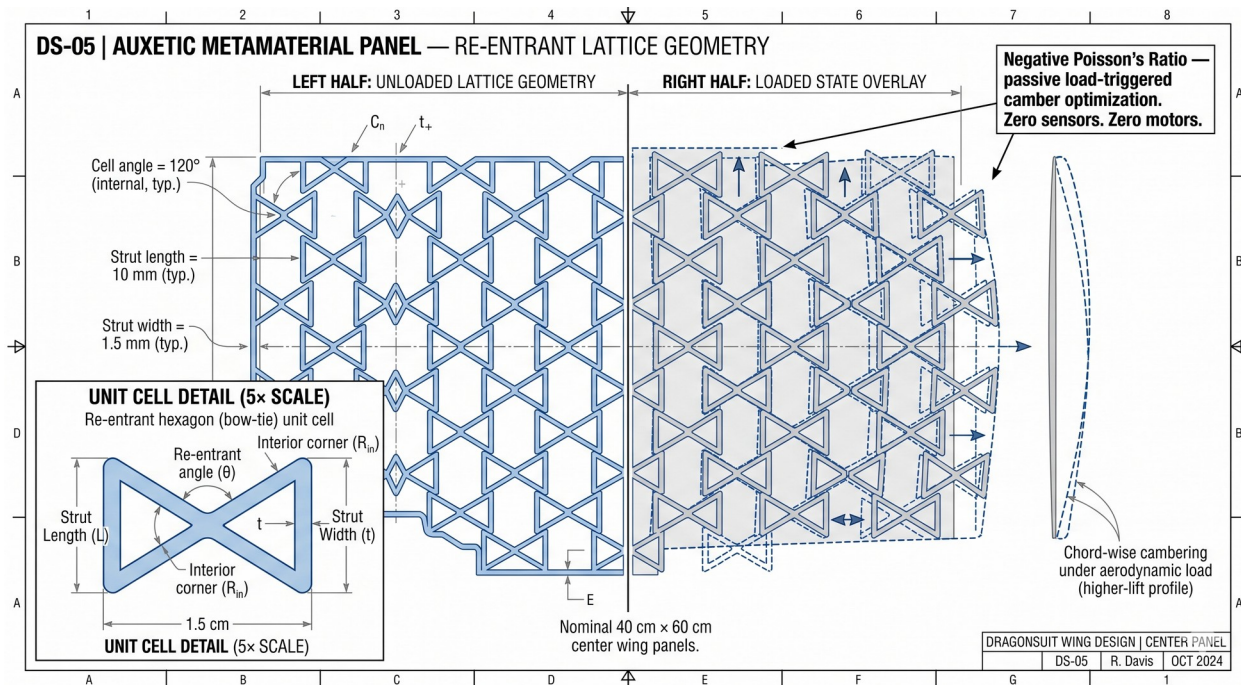 1 2 3 4 5 6 7 8
DS-05 | AUXETIC METAMATERIAL PANEL — RE-ENTRANT LATTICE GEOMETRY
LEFT HALF: UNLOADED LATTICE GEOMETRY
RIGHT HALF: LOADED STATE OVERLAY
Negative Poisson's Ratio —
passive load-triggered
camber optimization.
Zero sensors. Zero motors.
A
A
Cn
t+
Cell angle = 120°
(internal, typ.)
B
B
Strut length =
10 mm (typ.)
Strut width =
1.5 mm (typ.)
D
B
UNIT CELL DETAIL (5× SCALE)
Re-entrant hexagon (bow-tie) unit cell
Interior corner (Rin)
Re-entrant
angle (θ)
Strut
Length (L)
t
Strut
Width (t)
Interior
corner (Rin)
1.5 cm
UNIT CELL DETAIL (5× SCALE)
E
Nominal 40 cm × 60 cm
center wing panels.
Chord-wise cambering
under aerodynamic load
(higher-lift profile)
A
A
DRAGONSUIT WING DESIGN | CENTER PANEL
DS-05 R. Davis OCT 2024
A B C D E F G 1